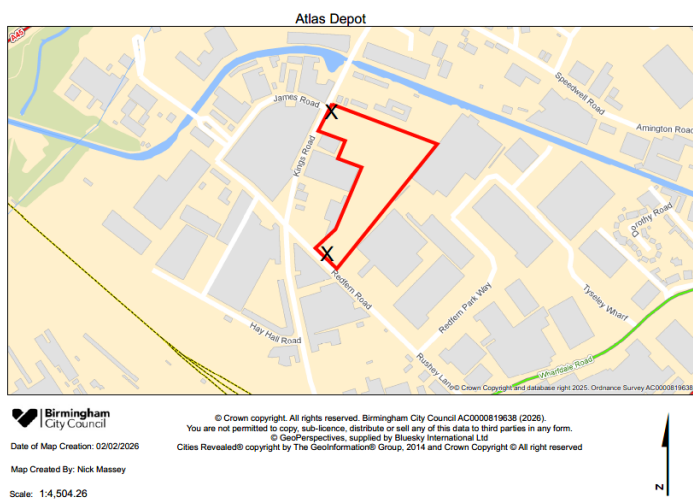 Atlas Depot
A45
James Road
X
Speedwell Road
Amington Road
Kings Road
Dorothy Road
X
Redfern Road
Redfern Park Way
Tyseley Wharf
Hay Hall Road
Rushey Lane
Wharfdale Road
© Crown Copyright and database right 2025. Ordnance Survey AC0000819638
Birmingham
City Council
© Crown copyright. All rights reserved. Birmingham City Council AC0000819638 (2026).
You are not permitted to copy, sub-licence, distribute or sell any of this data to third parties in any form.
© GeoPerspectives, supplied by Bluesky International Ltd
Cities Revealed® copyright by The GeoInformation® Group, 2014 and Crown Copyright © All right reserved
Date of Map Creation: 02/02/2026
Map Created By: Nick Massey
Scale: 1:4,504.26
N